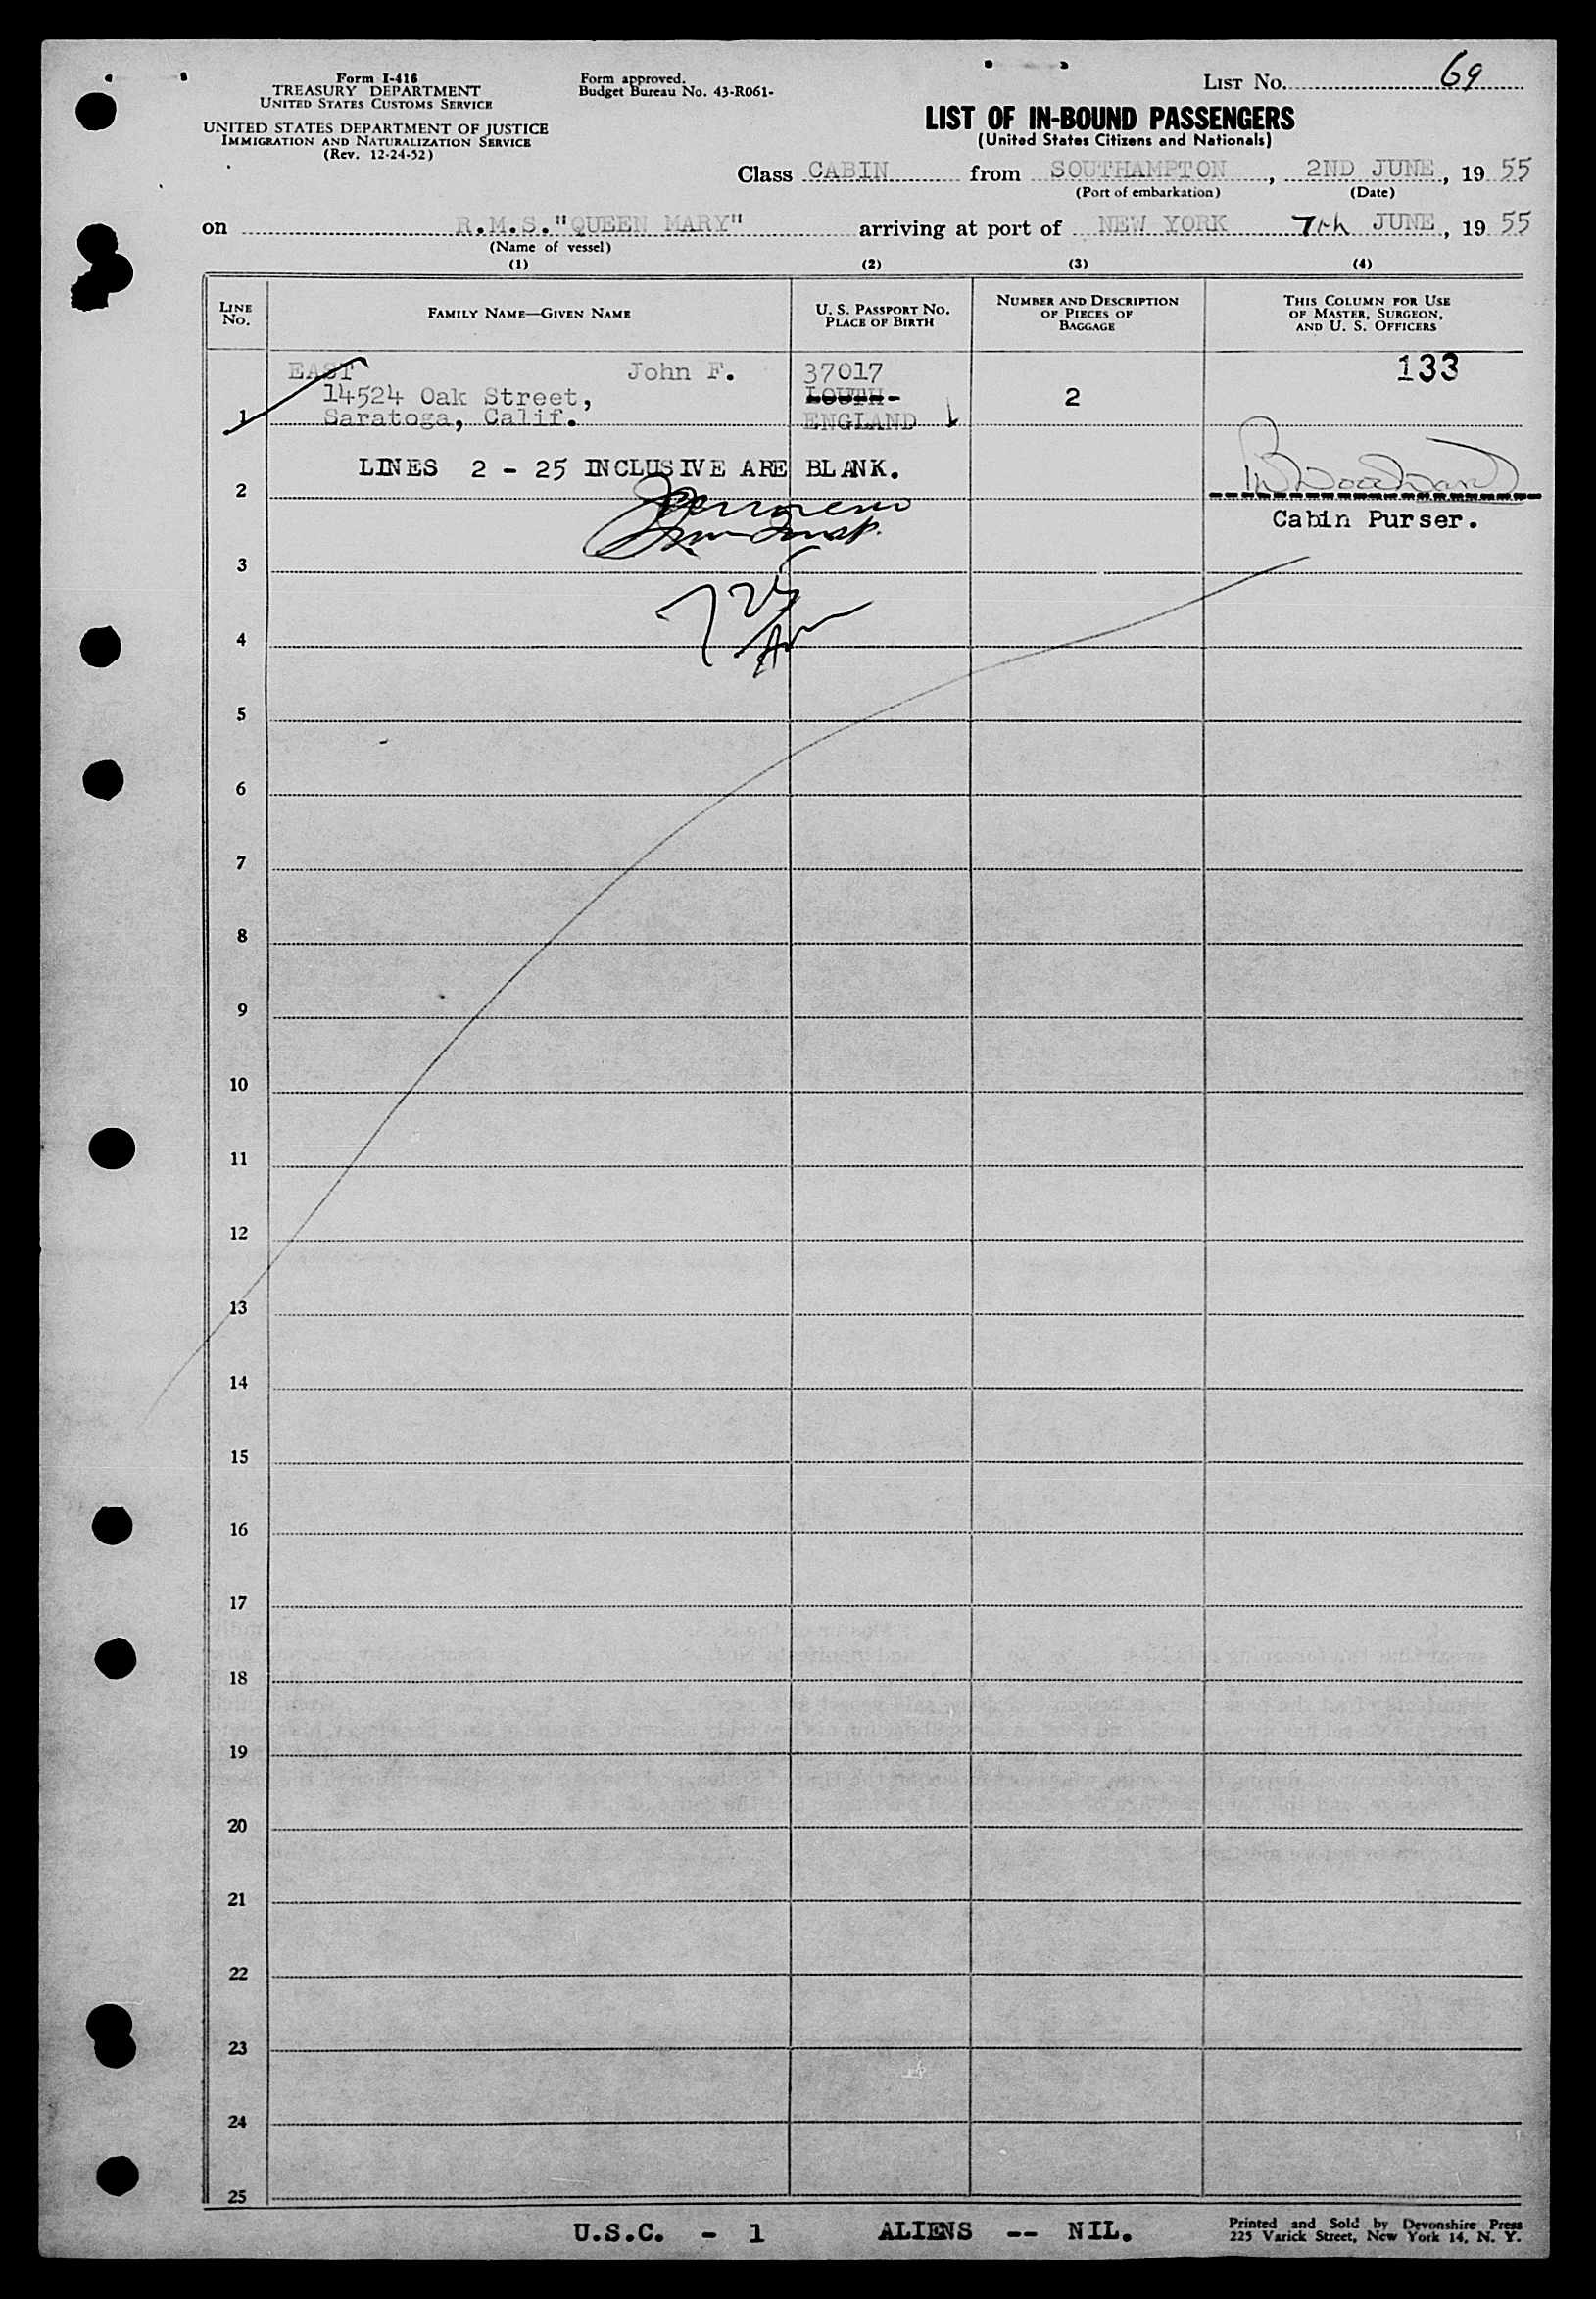 Form I-416
TREASURY DEPARTMENT
UNITED STATES CUSTOMS SERVICE
UNITED STATES DEPARTMENT OF JUSTICE
IMMIGRATION AND NATURALIZATION SERVICE
(Rev. 12-24-52)
Form approved.
Budget Bureau No. 43-R061-
LIST No. 69
LIST OF IN-BOUND PASSENGERS
(United States Citizens and Nationals)
Class CABIN from SOUTHAMPTON, 2ND JUNE, 19 55
(Port of embarkation) (Date)
on R.M.S."QUEEN MARY" arriving at port of NEW YORK 7th JUNE, 19 55
(Name of vessel)
(1) (2) (3) (4)
LINE No. FAMILY NAME—GIVEN NAME U. S. PASSPORT NO. PLACE OF BIRTH NUMBER AND DESCRIPTION OF PIECES OF BAGGAGE THIS COLUMN FOR USE OF MASTER, SURGEON, AND U. S. OFFICERS
EAST John F. 37017 133
14524 Oak Street, LOUTH 2
1 Saratoga, Calif. ENGLAND
LINES 2 - 25 INCLUSIVE ARE BLANK.
2
Cabin Purser.
3
4
5
6
7
8
9
10
11
12
13
14
15
16
17
18
19
20
21
22
23
24
25
U.S.C. - 1 ALIENS -- NIL.
Printed and Sold by Devonshire Press
225 Varick Street, New York 14, N. Y.